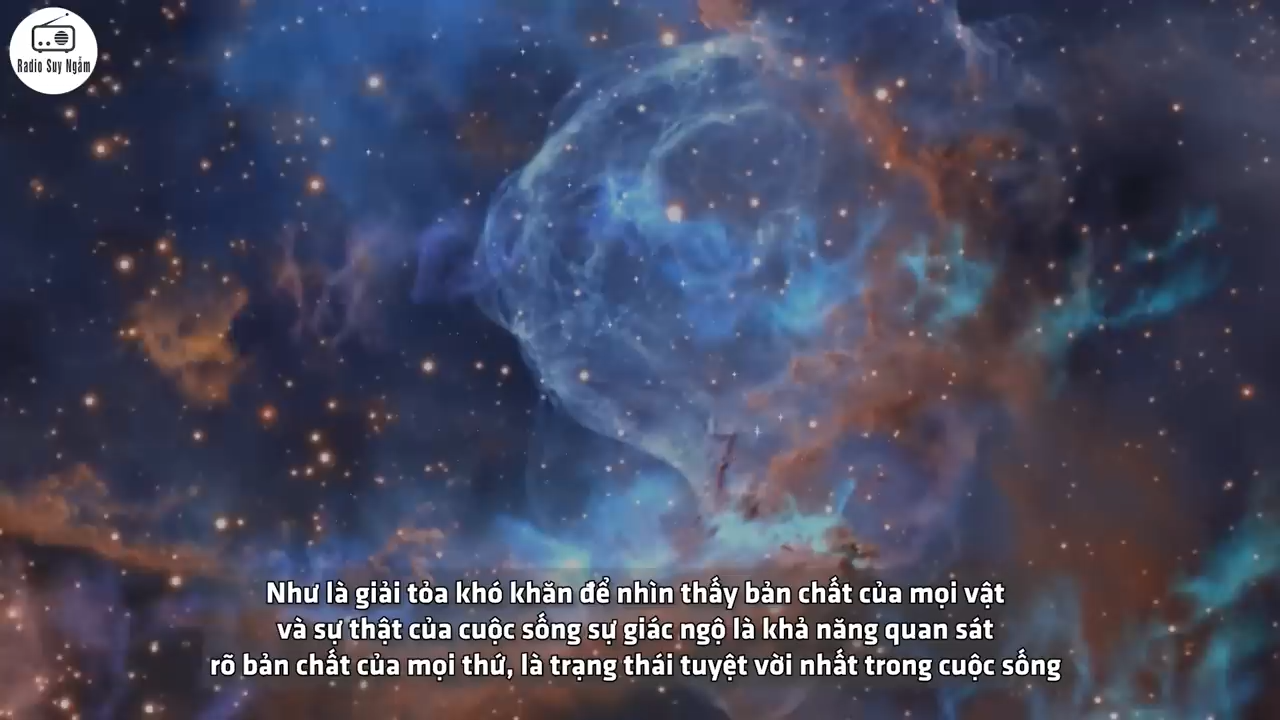 Radio Suy Ngẫm
Như là giải tỏa khó khăn để nhìn thấy bản chất của mọi vật
và sự thật của cuộc sống sự giác ngộ là khả năng quan sát
rõ bản chất của mọi thứ, là trạng thái tuyệt vời nhất trong cuộc sống